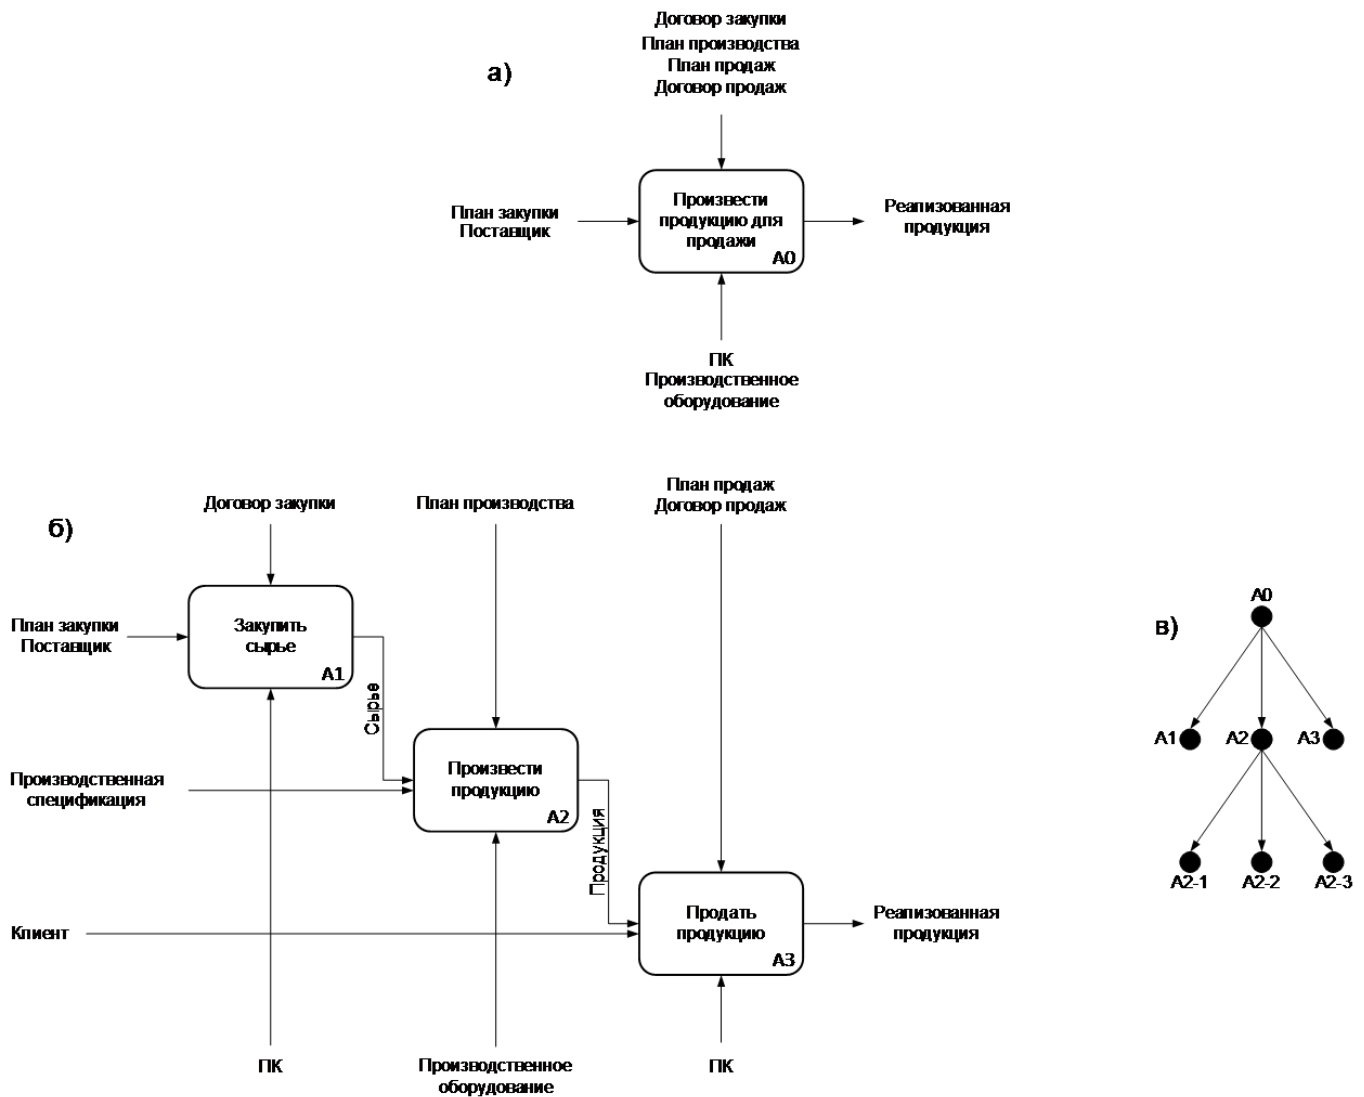 Договор закупки
План производства
План продаж
Договор продаж
а)
Произвести
продукцию для
продажи
А0
План закупки
Поставщик
Реализованная
продукция
ПК
Производственное
оборудование
б)
Договор закупки
План производства
План продаж
Договор продаж
План закупки
Поставщик
Закупить
сырье
А1
Сырье
Производственная
спецификация
Произвести
продукцию
А2
Продукция
Клиент
Продать
продукцию
А3
Реализованная
продукция
ПК
Производственное
оборудование
ПК
в)
А0
А1
А2
А3
А2-1
А2-2
А2-3